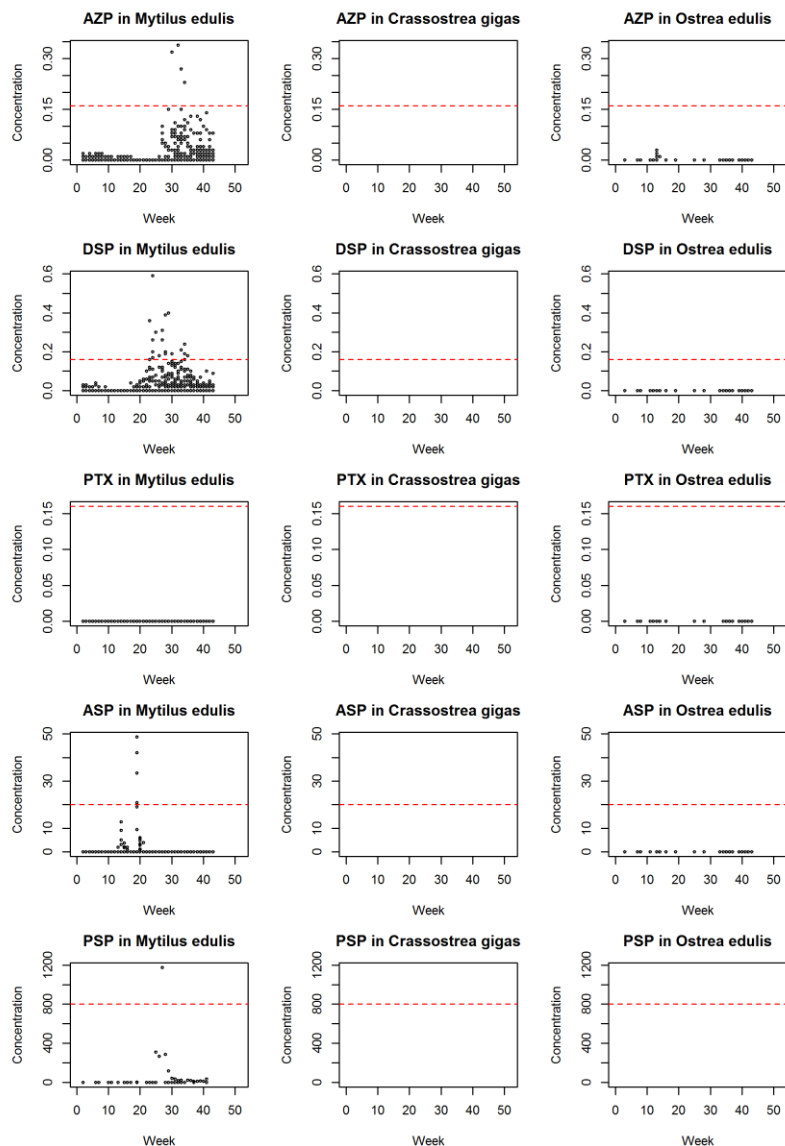 AZP in Mytilus edulis
AZP in Crassostrea gigas
AZP in Ostrea edulis
Concentration
0.00 0.15 0.30
Concentration
0.00 0.15 0.30
Concentration
0.00 0.15 0.30
0 10 20 30 40 50
0 10 20 30 40 50
0 10 20 30 40 50
Week
Week
Week
DSP in Mytilus edulis
DSP in Crassostrea gigas
DSP in Ostrea edulis
Concentration
0.0 0.2 0.4 0.6
Concentration
0.0 0.2 0.4 0.6
Concentration
0.0 0.2 0.4 0.6
0 10 20 30 40 50
0 10 20 30 40 50
0 10 20 30 40 50
Week
Week
Week
PTX in Mytilus edulis
PTX in Crassostrea gigas
PTX in Ostrea edulis
Concentration
0.00 0.05 0.10 0.15
Concentration
0.00 0.05 0.10 0.15
Concentration
0.00 0.05 0.10 0.15
0 10 20 30 40 50
0 10 20 30 40 50
0 10 20 30 40 50
Week
Week
Week
ASP in Mytilus edulis
ASP in Crassostrea gigas
ASP in Ostrea edulis
Concentration
0 10 30 50
Concentration
0 10 30 50
Concentration
0 10 30 50
0 10 20 30 40 50
0 10 20 30 40 50
0 10 20 30 40 50
Week
Week
Week
PSP in Mytilus edulis
PSP in Crassostrea gigas
PSP in Ostrea edulis
Concentration
0 400 800 1200
Concentration
0 400 800 1200
Concentration
0 400 800 1200
0 10 20 30 40 50
0 10 20 30 40 50
0 10 20 30 40 50
Week
Week
Week